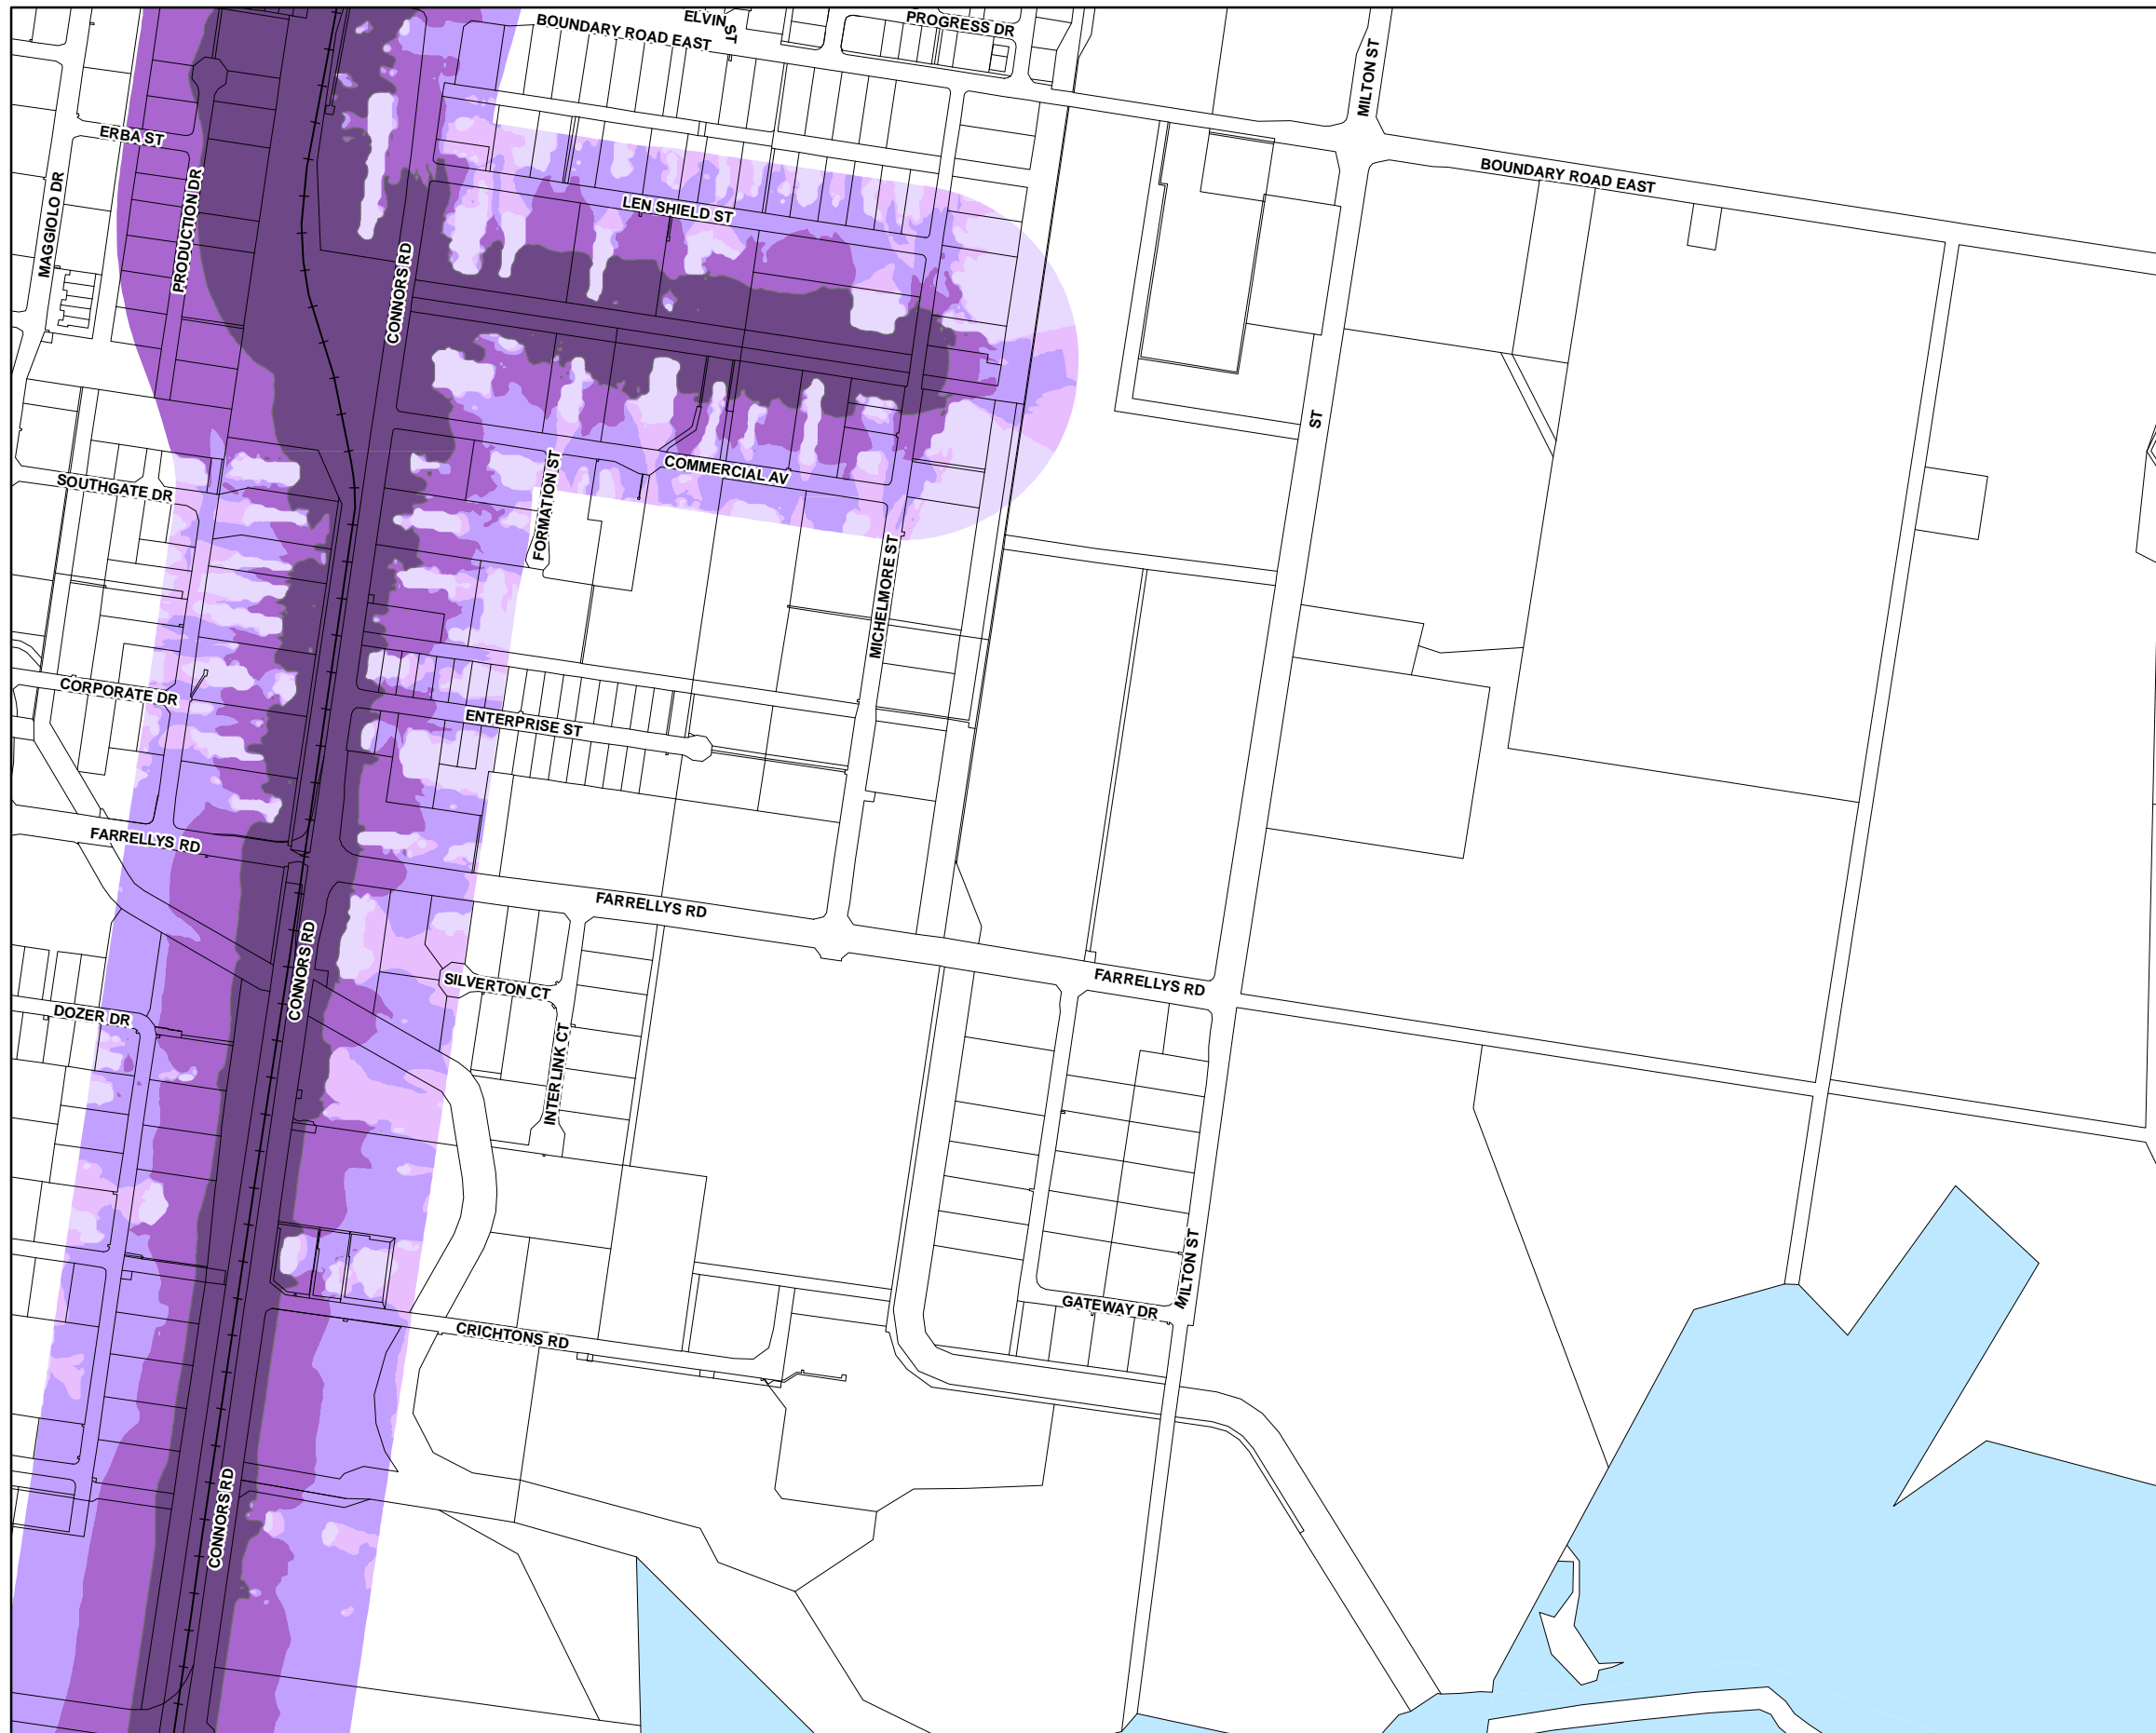 ELVIN ST
PROGRESS DR
BOUNDARY ROAD EAST
MILTON ST
ERBA ST
BOUNDARY ROAD EAST
MAGGIOLO DR
PRODUCTION DR
LEN SHIELD ST
CONNORS RD
ST
COMMERCIAL AV
SOUTHGATE DR
FORMATION ST
MICHELMORE ST
CORPORATE DR
ENTERPRISE ST
FARRELLYS RD
FARRELLYS RD
CONNORS RD
SILVERTON CT
FARRELLYS RD
DOZER DR
INTERLINK CT
MILTON ST
GATEWAY DR
CRICHTONS RD
CONNORS RD